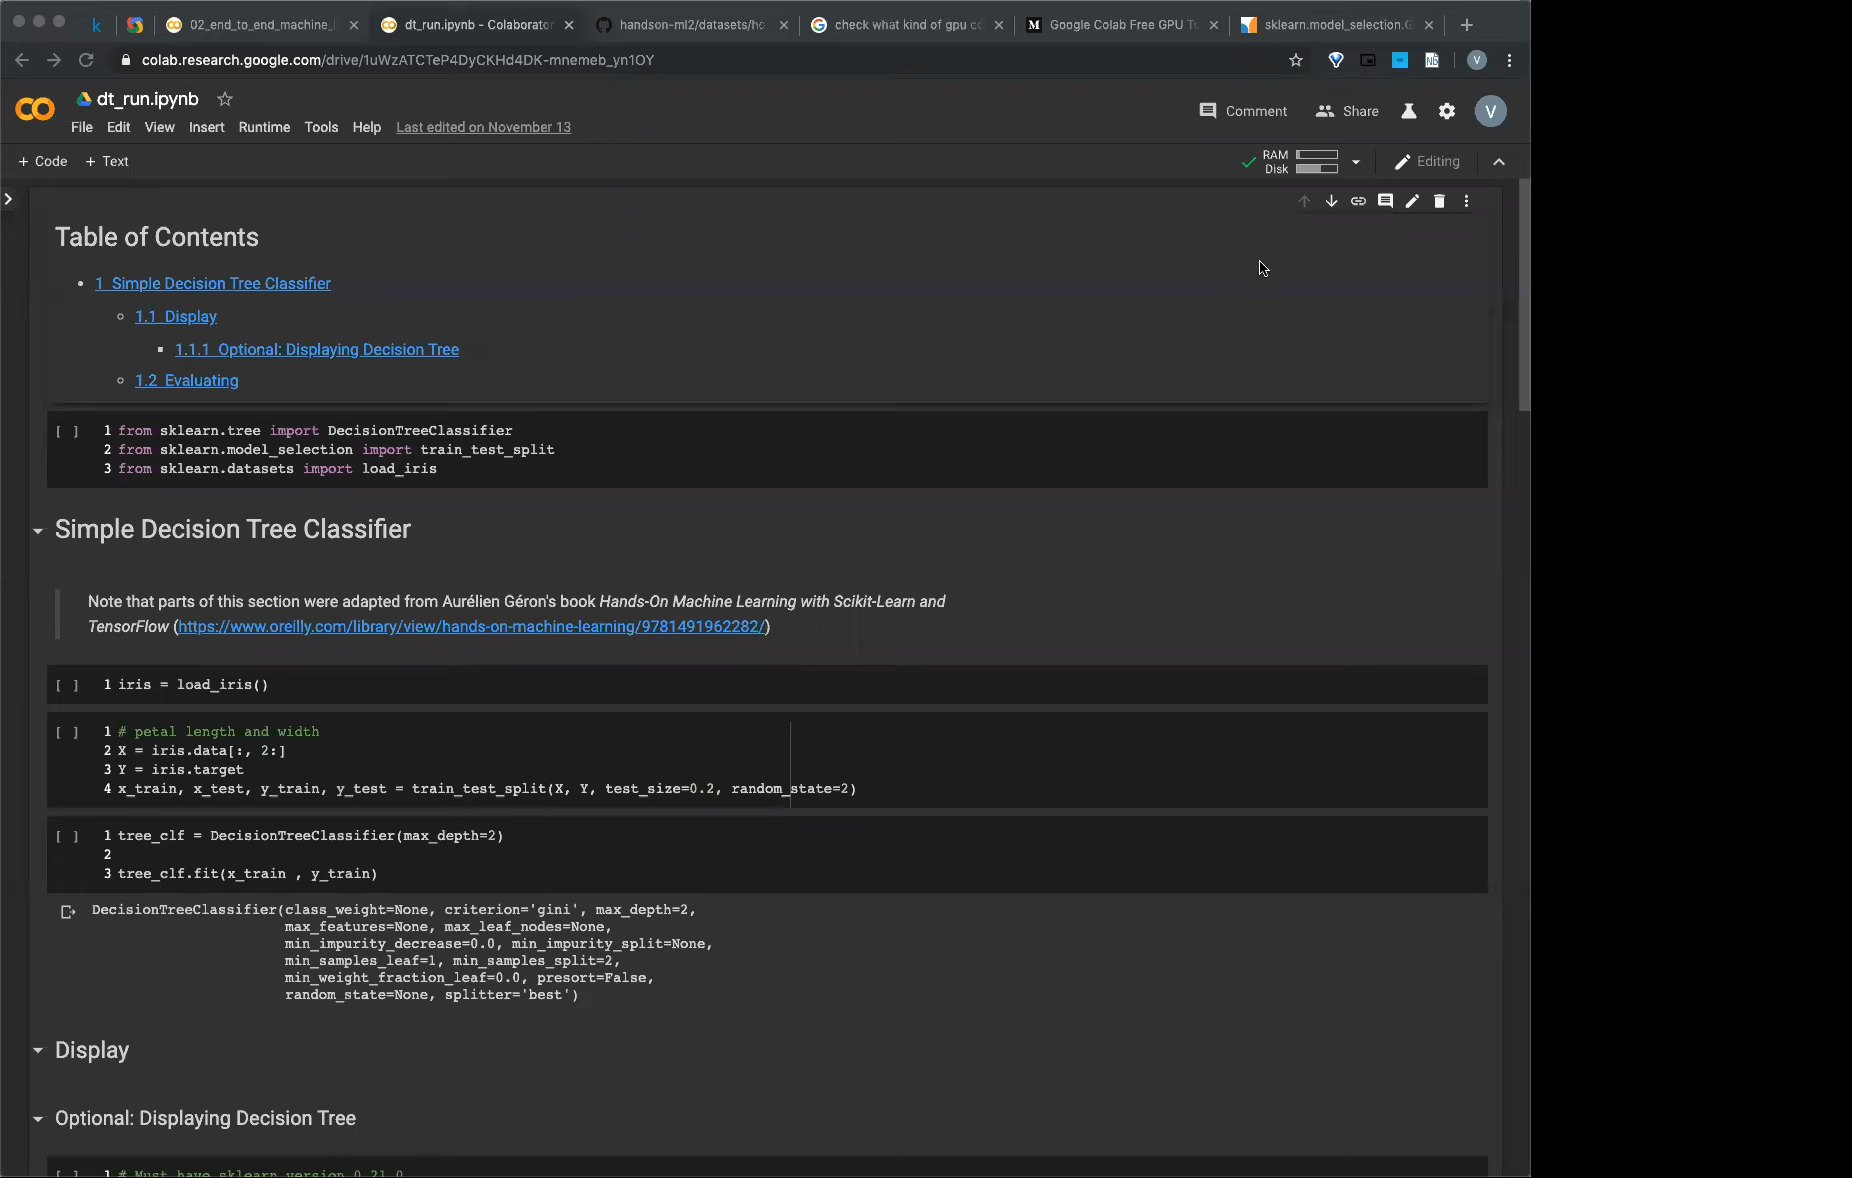 02_end_to_end_machine_l
dt_run.ipynb - Colaborator
handson-ml2/datasets/ho
check what kind of gpu co
Google Colab Free GPU Tu
sklearn.model_selection.G
colab.research.google.com/drive/1uWzATCTeP4DyCKHd4DK-mnemeb_yn1OY
V
dt_run.ipynb
Comment
Share
V
File Edit View Insert Runtime Tools Help Last edited on November 13
+ Code + Text
RAM
Disk
Editing
Table of Contents
• 1 Simple Decision Tree Classifier
1.1 Display
1.1.1 Optional: Displaying Decision Tree
1.2 Evaluating
[ ] 1 from sklearn.tree import DecisionTreeClassifier
2 from sklearn.model_selection import train_test_split
3 from sklearn.datasets import load_iris
Simple Decision Tree Classifier
Note that parts of this section were adapted from Aurélien Géron's book Hands-On Machine Learning with Scikit-Learn and
TensorFlow (https://www.oreilly.com/library/view/hands-on-machine-learning/9781491962282/)
[ ] 1 iris = load_iris()
[ ] 1 # petal length and width
2 X = iris.data[:, 2:]
3 Y = iris.target
4 x_train, x_test, y_train, y_test = train_test_split(X, Y, test_size=0.2, random_state=2)
[ ] 1 tree_clf = DecisionTreeClassifier(max_depth=2)
2
3 tree_clf.fit(x_train , y_train)
DecisionTreeClassifier(class_weight=None, criterion='gini', max_depth=2,
max_features=None, max_leaf_nodes=None,
min_impurity_decrease=0.0, min_impurity_split=None,
min_samples_leaf=1, min_samples_split=2,
min_weight_fraction_leaf=0.0, presort=False,
random_state=None, splitter='best')
Display
Optional: Displaying Decision Tree
[ ] 1 # Must have sklearn version 0.21.0